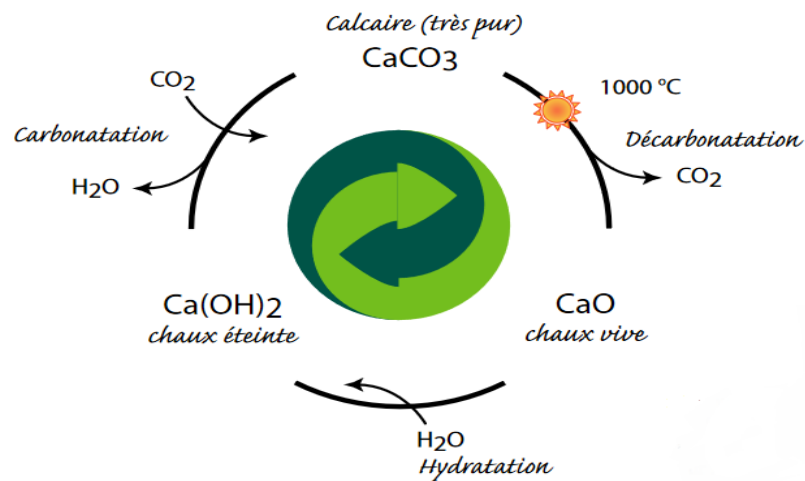 Calcaire (très pur)
CaCO3
CO2
1000 °C
Carbonatation
Décarbonatation
H2O
CO2
Ca(OH)2
chaux éteinte
CaO
chaux vive
H2O
Hydratation